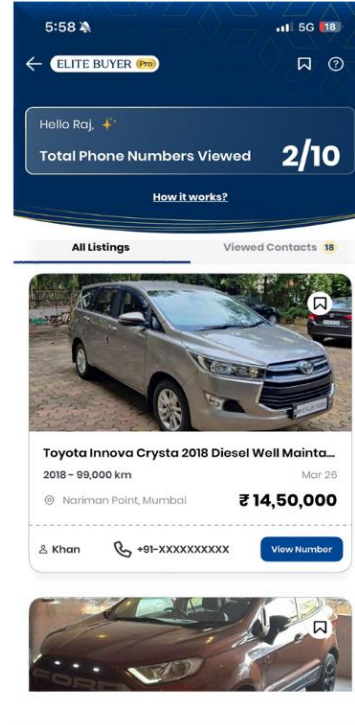 5:58
5G 18
ELITE BUYER Pro
?
Hello Raj,
Total Phone Numbers Viewed 2/10
How it works?
All Listings Viewed Contacts 18
Toyota Innova Crysta 2018 Diesel Well Mainta...
2018 - 99,000 km Mar 26
Nariman Point, Mumbai ₹ 14,50,000
Khan +91-XXXXXXXXXX View Number
FORD